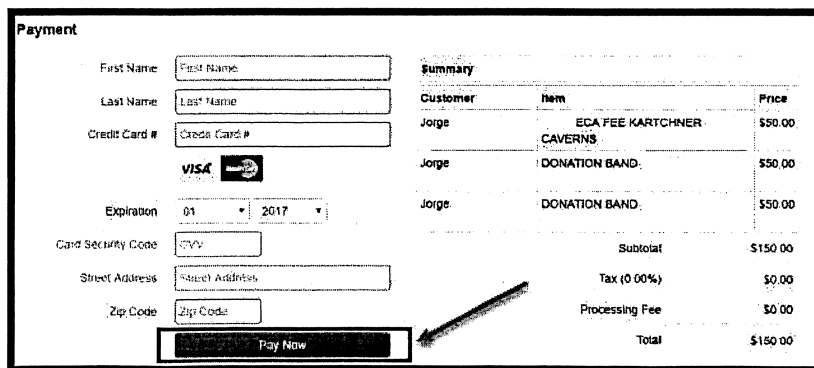 Payment
First Name First Name
Last Name Last Name
Credit Card # Credit Card #
VISA
Expiration 01 2017
Card Security Code CVV
Street Address Street Address
Zip Code Zip Code
Pay Now
Summary
Customer Item Price
Jorge ECA FEE KARTCHNER $50.00
CAVERNS
Jorge DONATION BAND $50.00
Jorge DONATION BAND $50.00
Subtotal $150.00
Tax (0.00%) $0.00
Processing Fee $0.00
Total $150.00